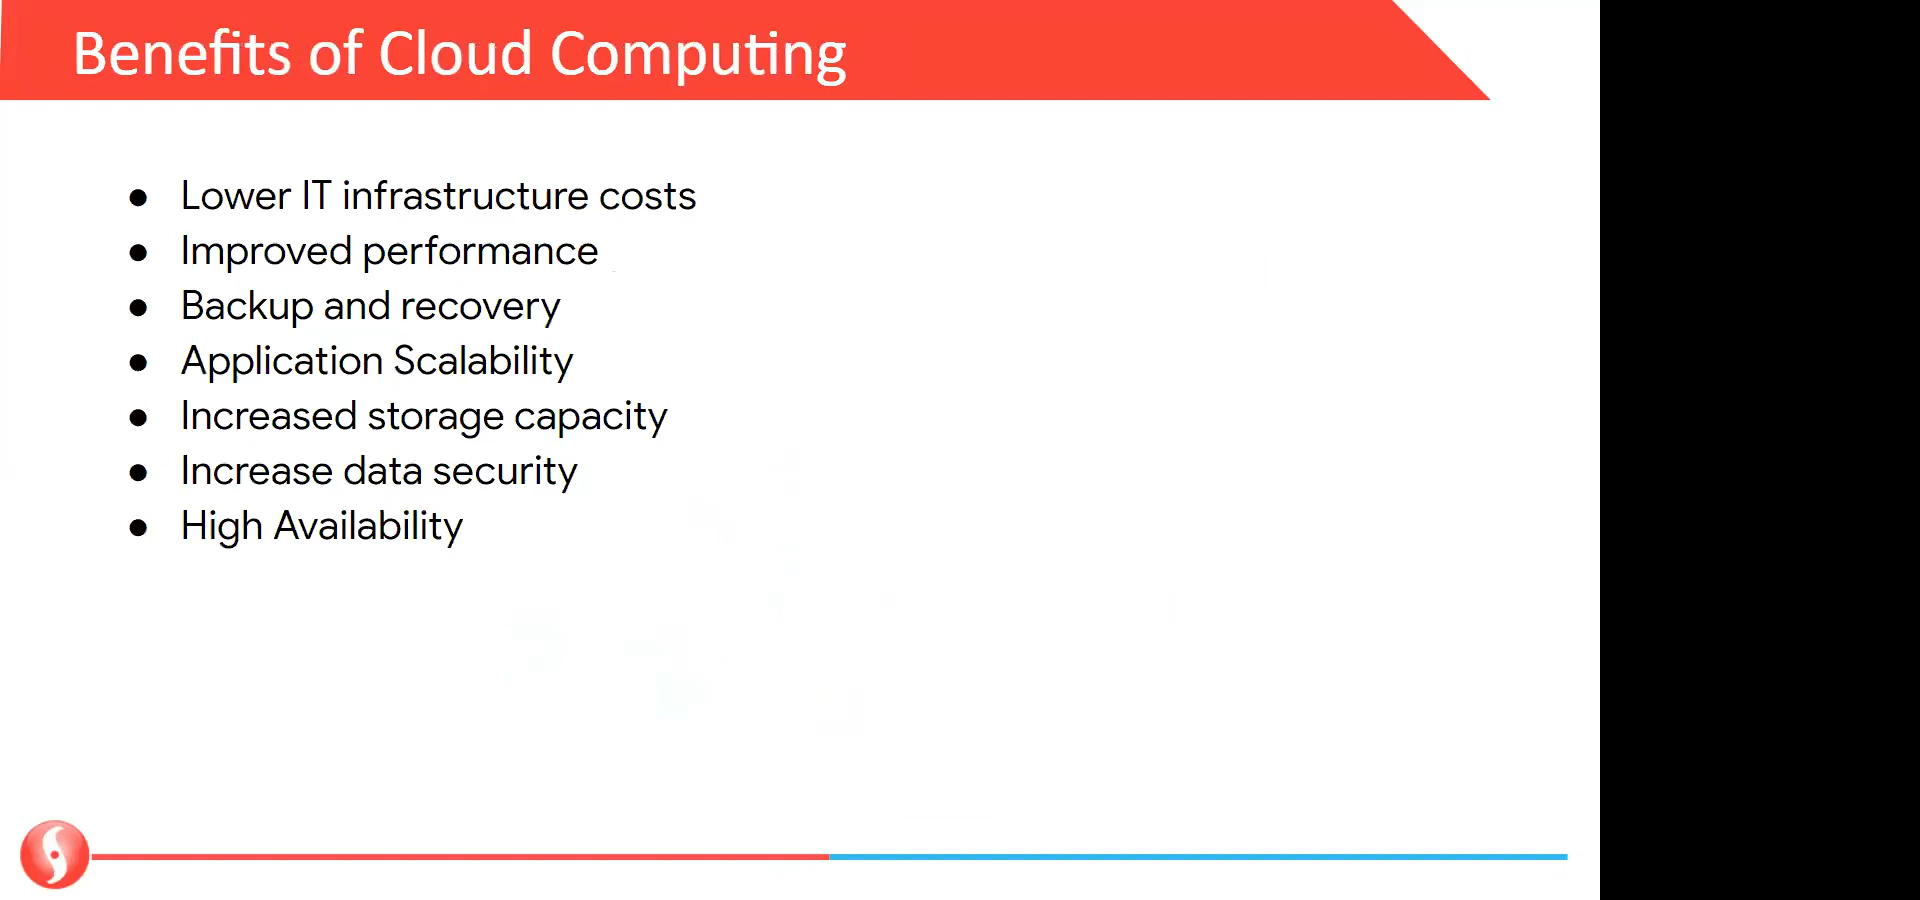 Benefits of Cloud Computing
● Lower IT infrastructure costs
● Improved performance
● Backup and recovery
● Application Scalability
● Increased storage capacity
● Increase data security
● High Availability